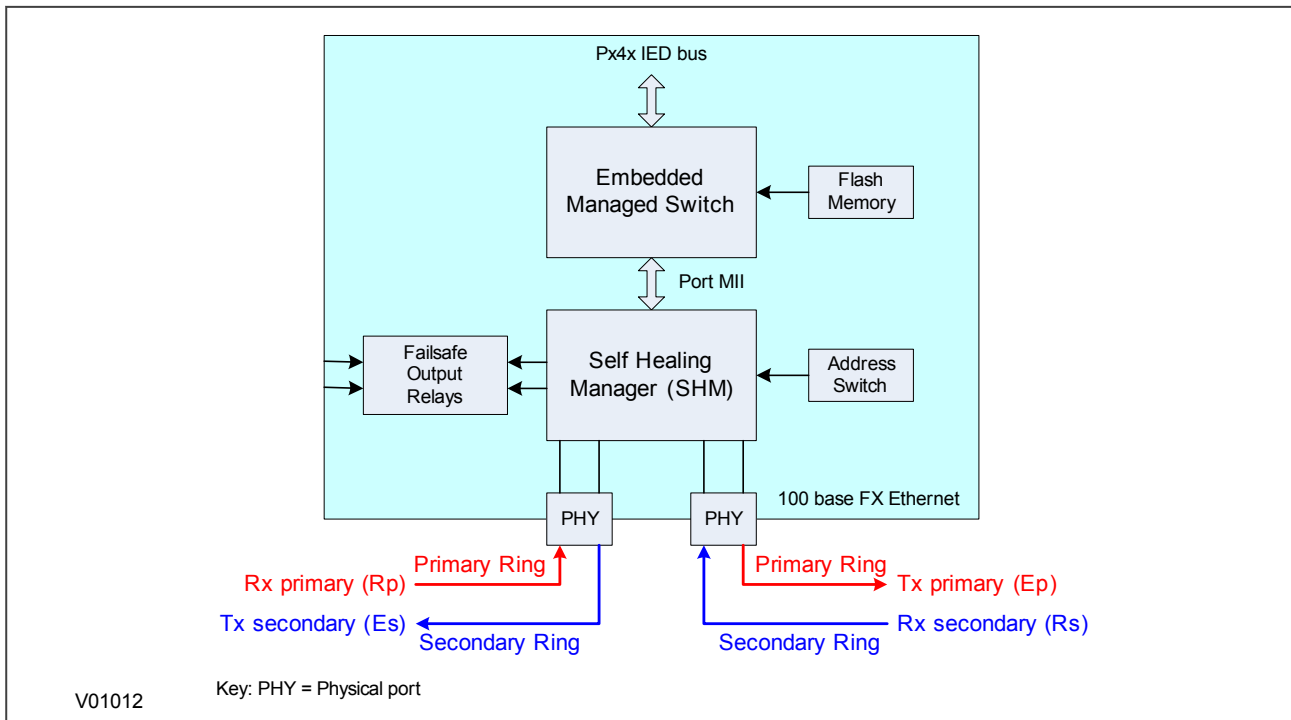 Px4x IED bus
Embedded
Managed Switch
Flash
Memory
Port MII
Failsafe
Output
Relays
Self Healing
Manager (SHM)
Address
Switch
100 base FX Ethernet
PHY
PHY
Primary Ring
Primary Ring
Rx primary (Rp)
Tx primary (Ep)
Tx secondary (Es)
Rx secondary (Rs)
Secondary Ring
Secondary Ring
Key: PHY = Physical port
V01012